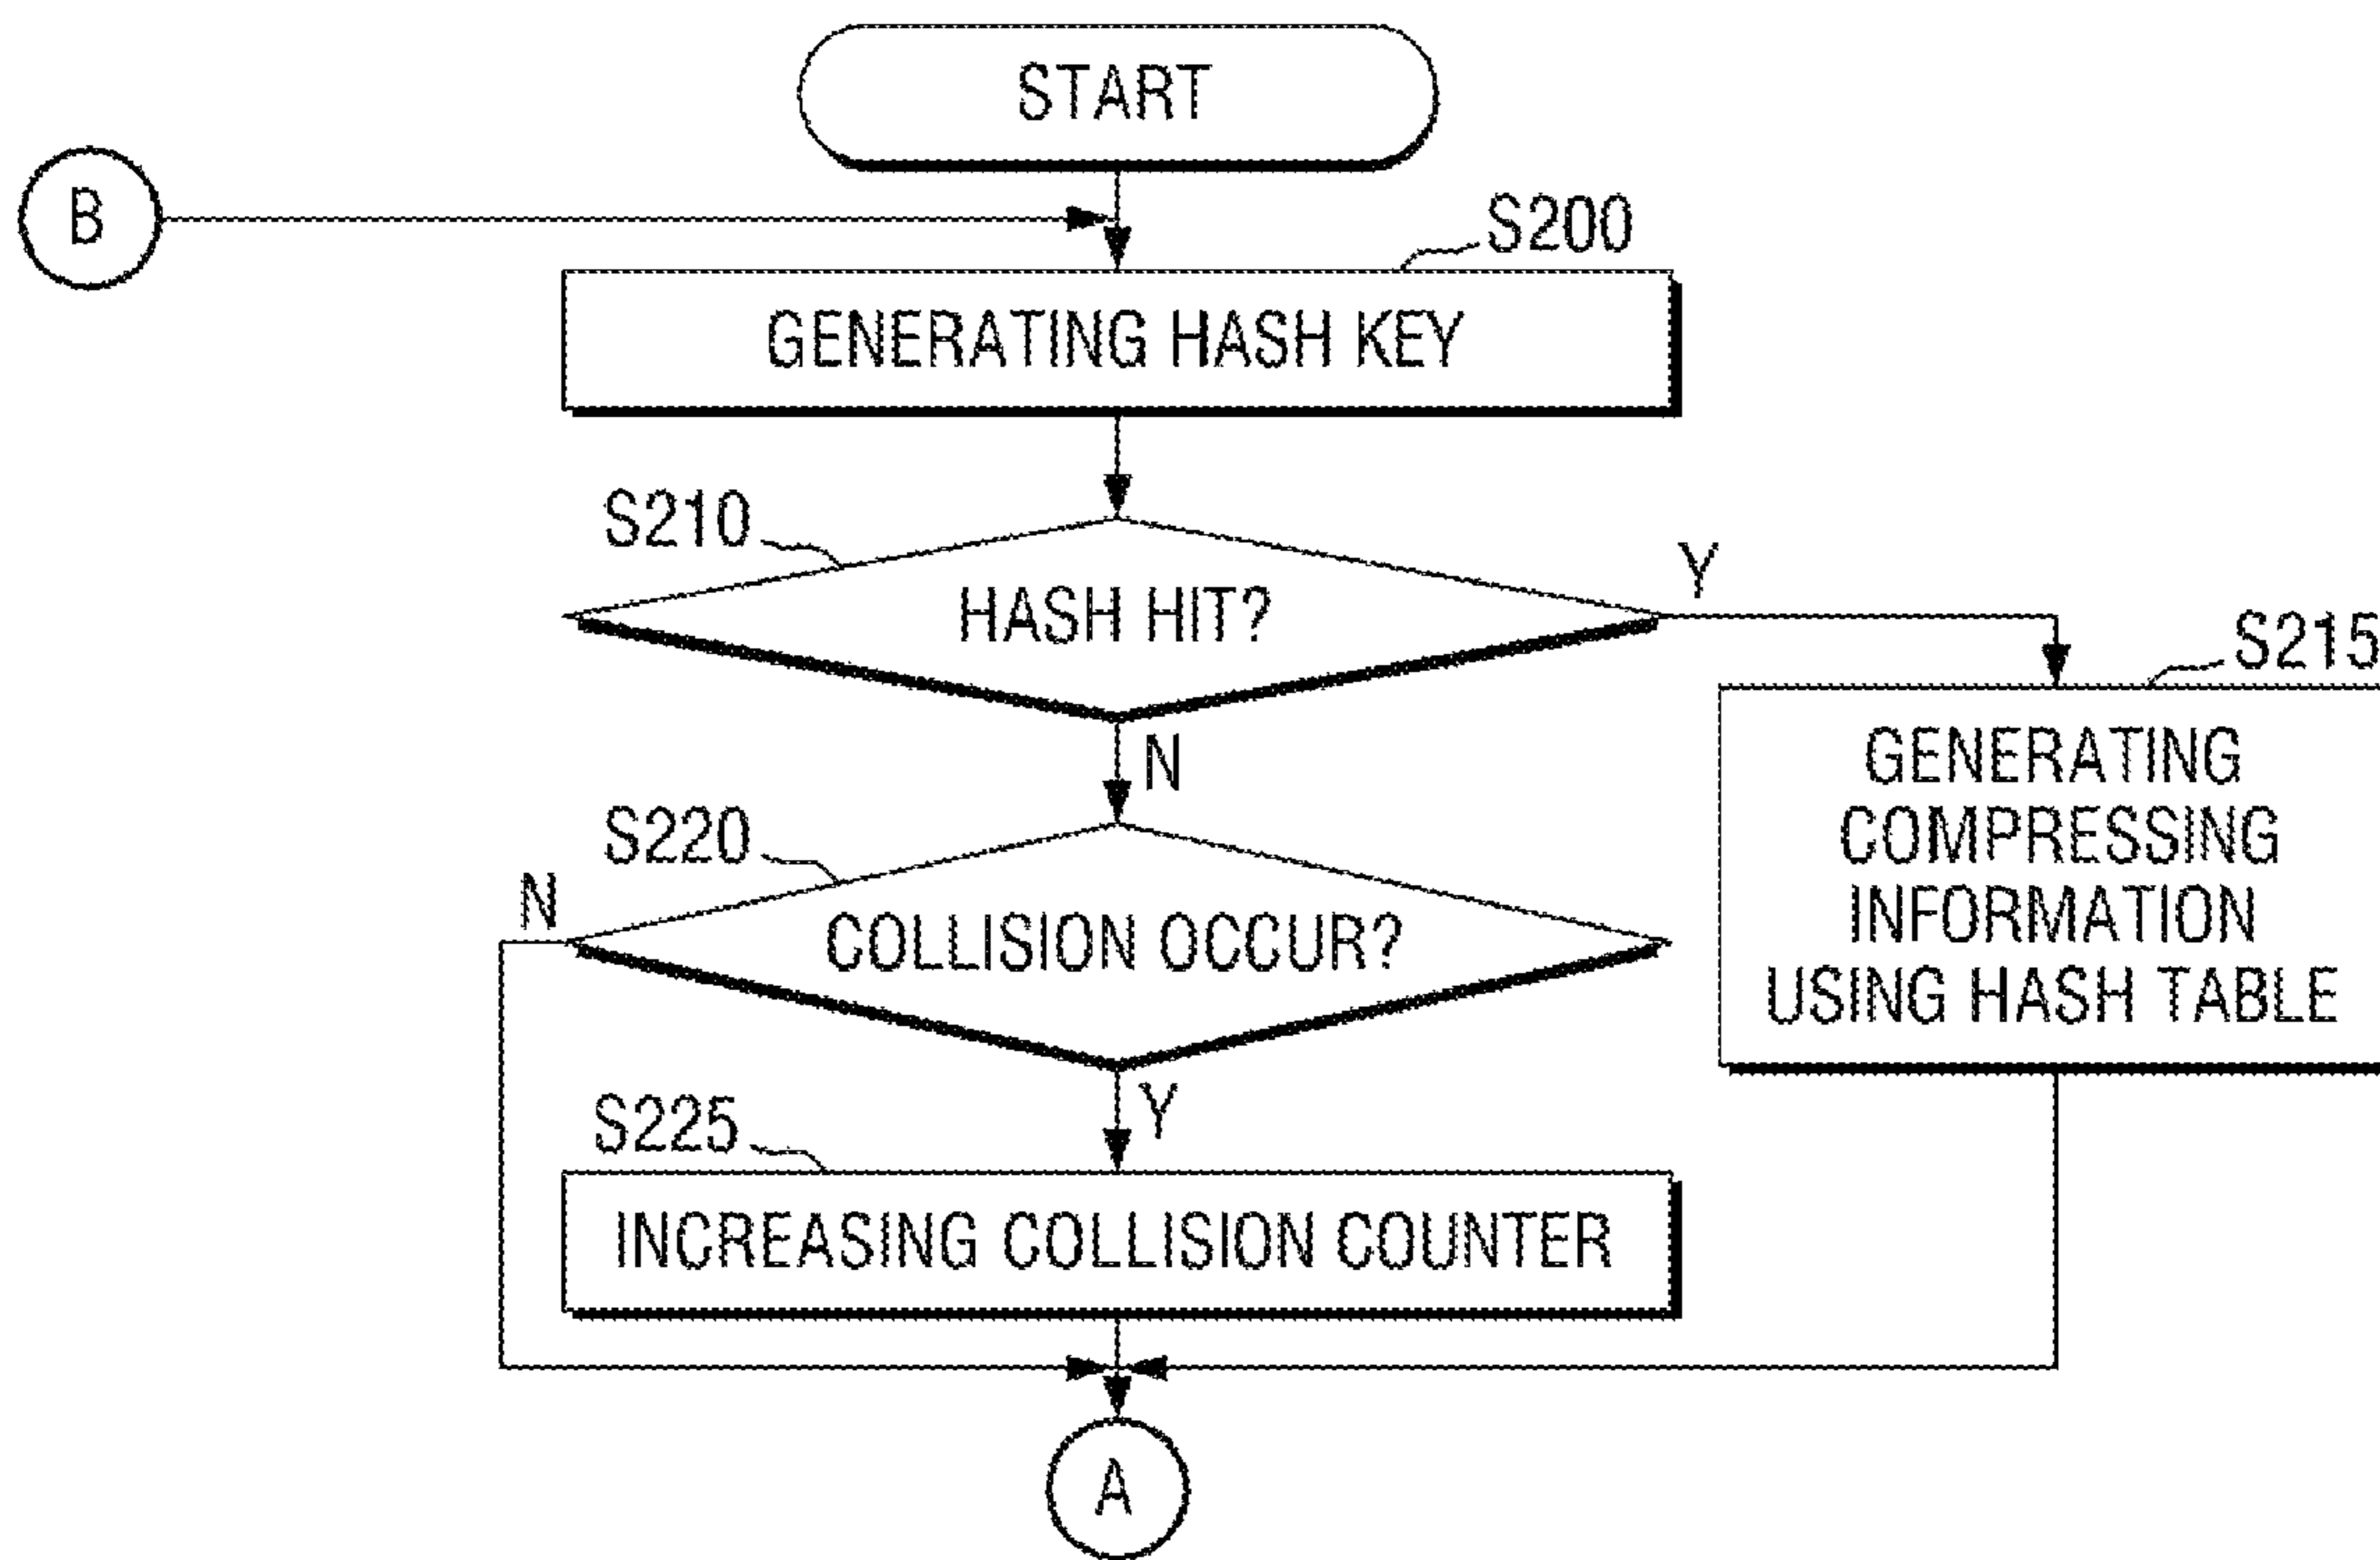 START
B
S200
GENERATING HASH KEY
S210
HASH HIT?
Y
S215
N
GENERATING
COMPRESSING
INFORMATION
USING HASH TABLE
S220
N
COLLISION OCCUR?
Y
S225
INCREASING COLLISION COUNTER
A